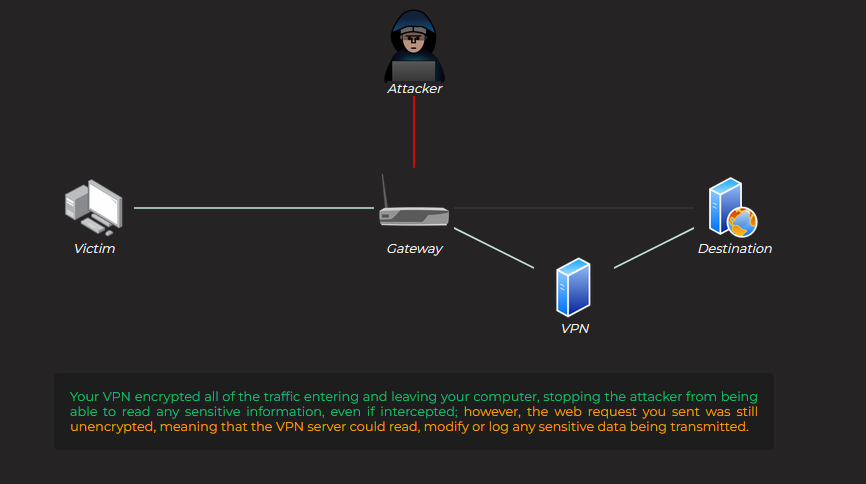 Attacker
Victim
Gateway
Destination
VPN
Your VPN encrypted all of the traffic entering and leaving your computer, stopping the attacker from being
able to read any sensitive information, even if intercepted; however, the web request you sent was still
unencrypted, meaning that the VPN server could read, modify or log any sensitive data being transmitted.